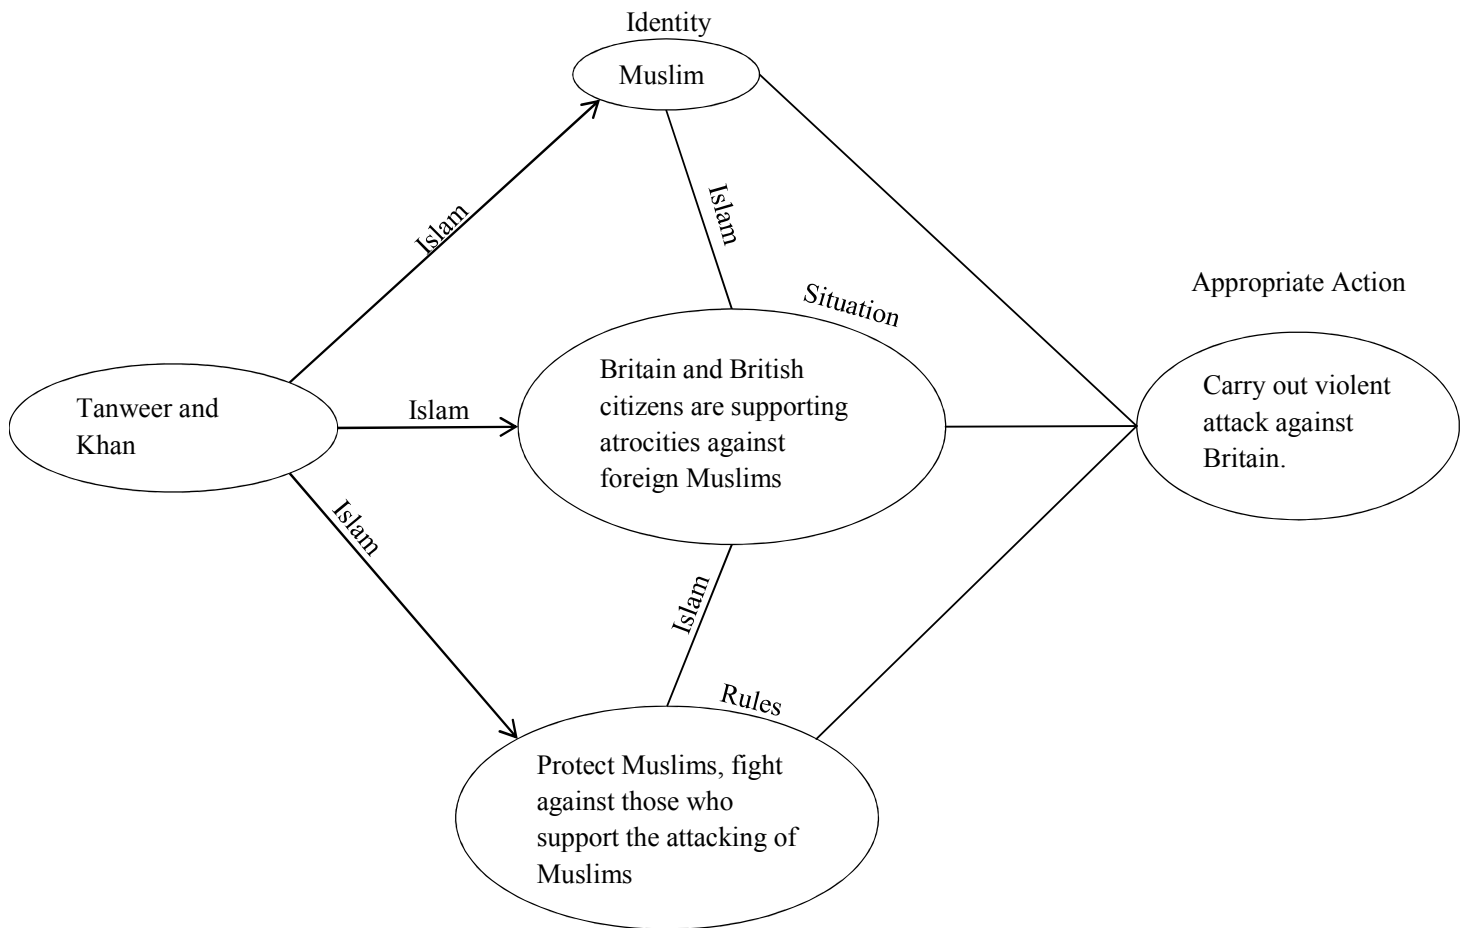 Identity
Muslim
Islam
Islam
Situation
Appropriate Action
Britain and British
citizens are supporting
atrocities against
foreign Muslims
Carry out violent
attack against
Britain.
Tanweer and
Khan
Islam
Islam
Islam
Rules
Protect Muslims, fight
against those who
support the attacking of
Muslims